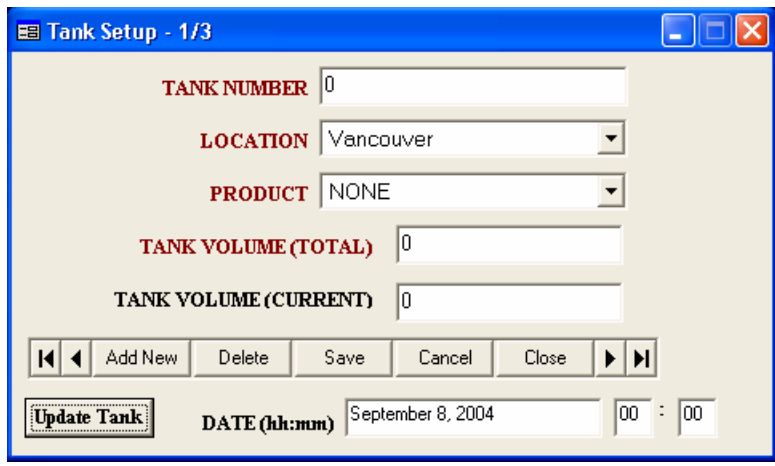 Tank Setup - 1/3
TANK NUMBER 0
LOCATION Vancouver
PRODUCT NONE
TANK VOLUME (TOTAL) 0
TANK VOLUME (CURRENT) 0
Add New Delete Save Cancel Close
Update Tank DATE (hh:mm) September 8, 2004 00 : 00